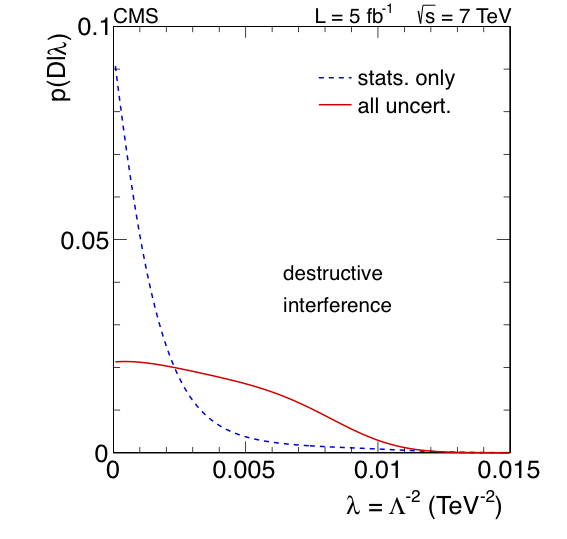 CMS L = 5 fb⁻¹ √s = 7 TeV
p(D|λ)
0.1
stats. only
all uncert.
0.05
destructive
interference
0
0 0.005 0.01 0.015
λ = Λ⁻² (TeV⁻²)